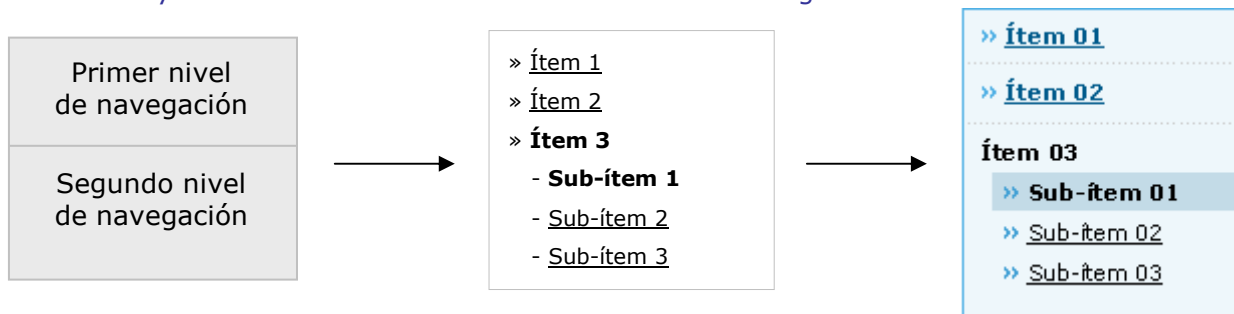 Primer nivel
de navegación
Segundo nivel
de navegación
» Ítem 1
» Ítem 2
» Ítem 3
- Sub-ítem 1
- Sub-ítem 2
- Sub-ítem 3
» Ítem 01
» Ítem 02
Ítem 03
» Sub-ítem 01
» Sub-ítem 02
» Sub-ítem 03